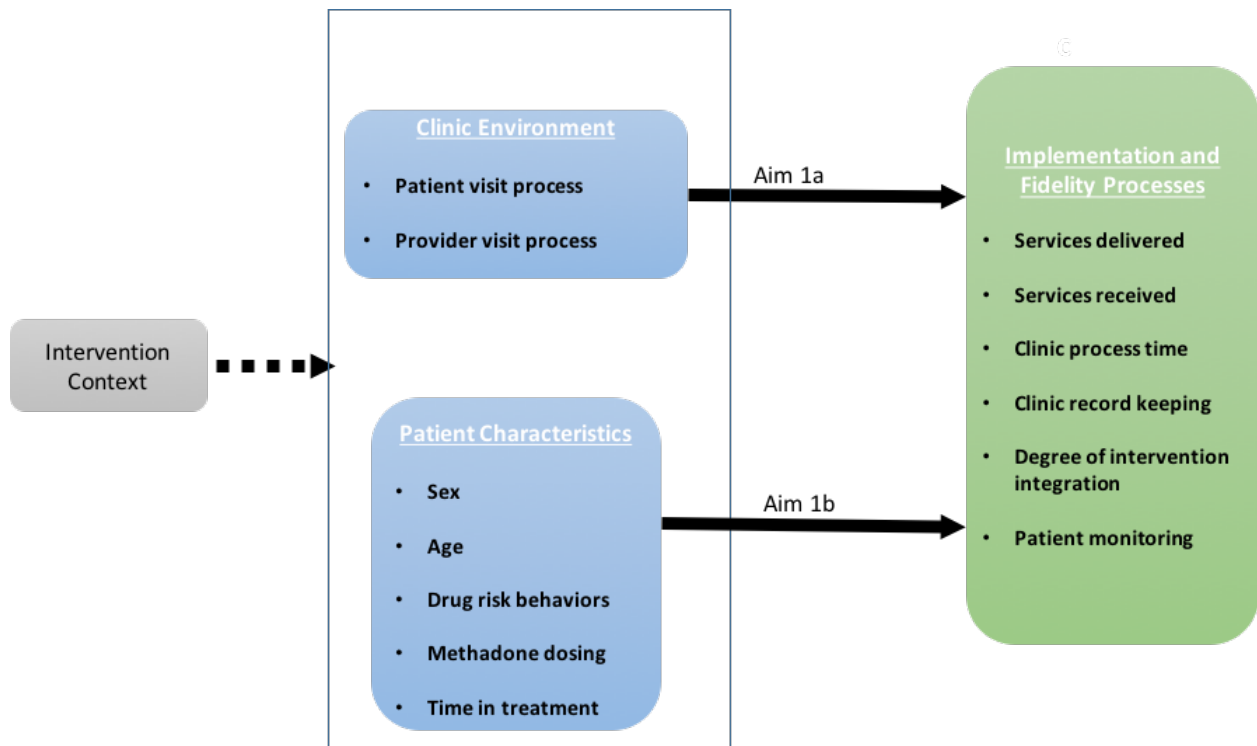 Intervention
Context
Clinic Environment
• Patient visit process
• Provider visit process
Patient Characteristics
• Sex
• Age
• Drug risk behaviors
• Methadone dosing
• Time in treatment
Aim 1a
Aim 1b
Implementation and
Fidelity Processes
• Services delivered
• Services received
• Clinic process time
• Clinic record keeping
• Degree of intervention
integration
• Patient monitoring